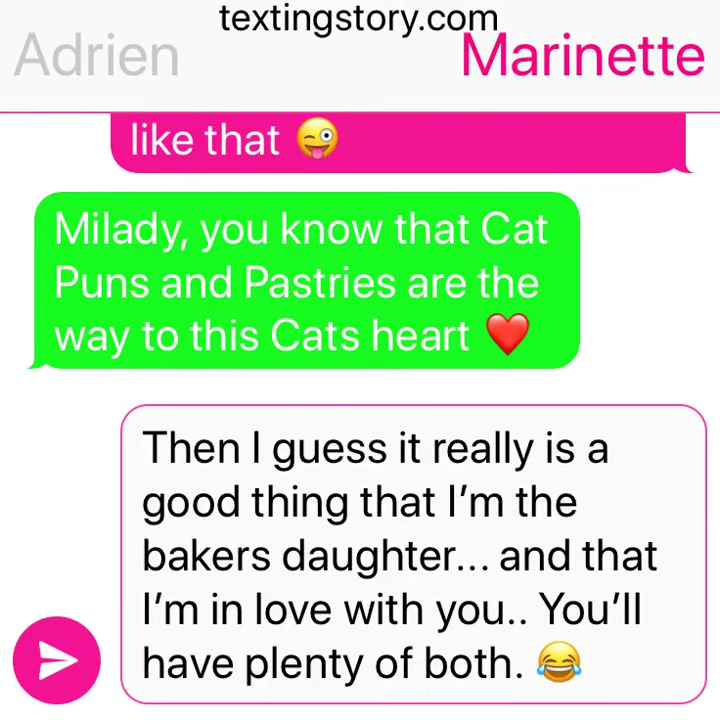 textingstory.com
Adrien Marinette
like that 😜
Milady, you know that Cat
Puns and Pastries are the
way to this Cats heart ❤️
Then I guess it really is a
good thing that I’m the
bakers daughter... and that
I’m in love with you.. You’ll
have plenty of both. 😂